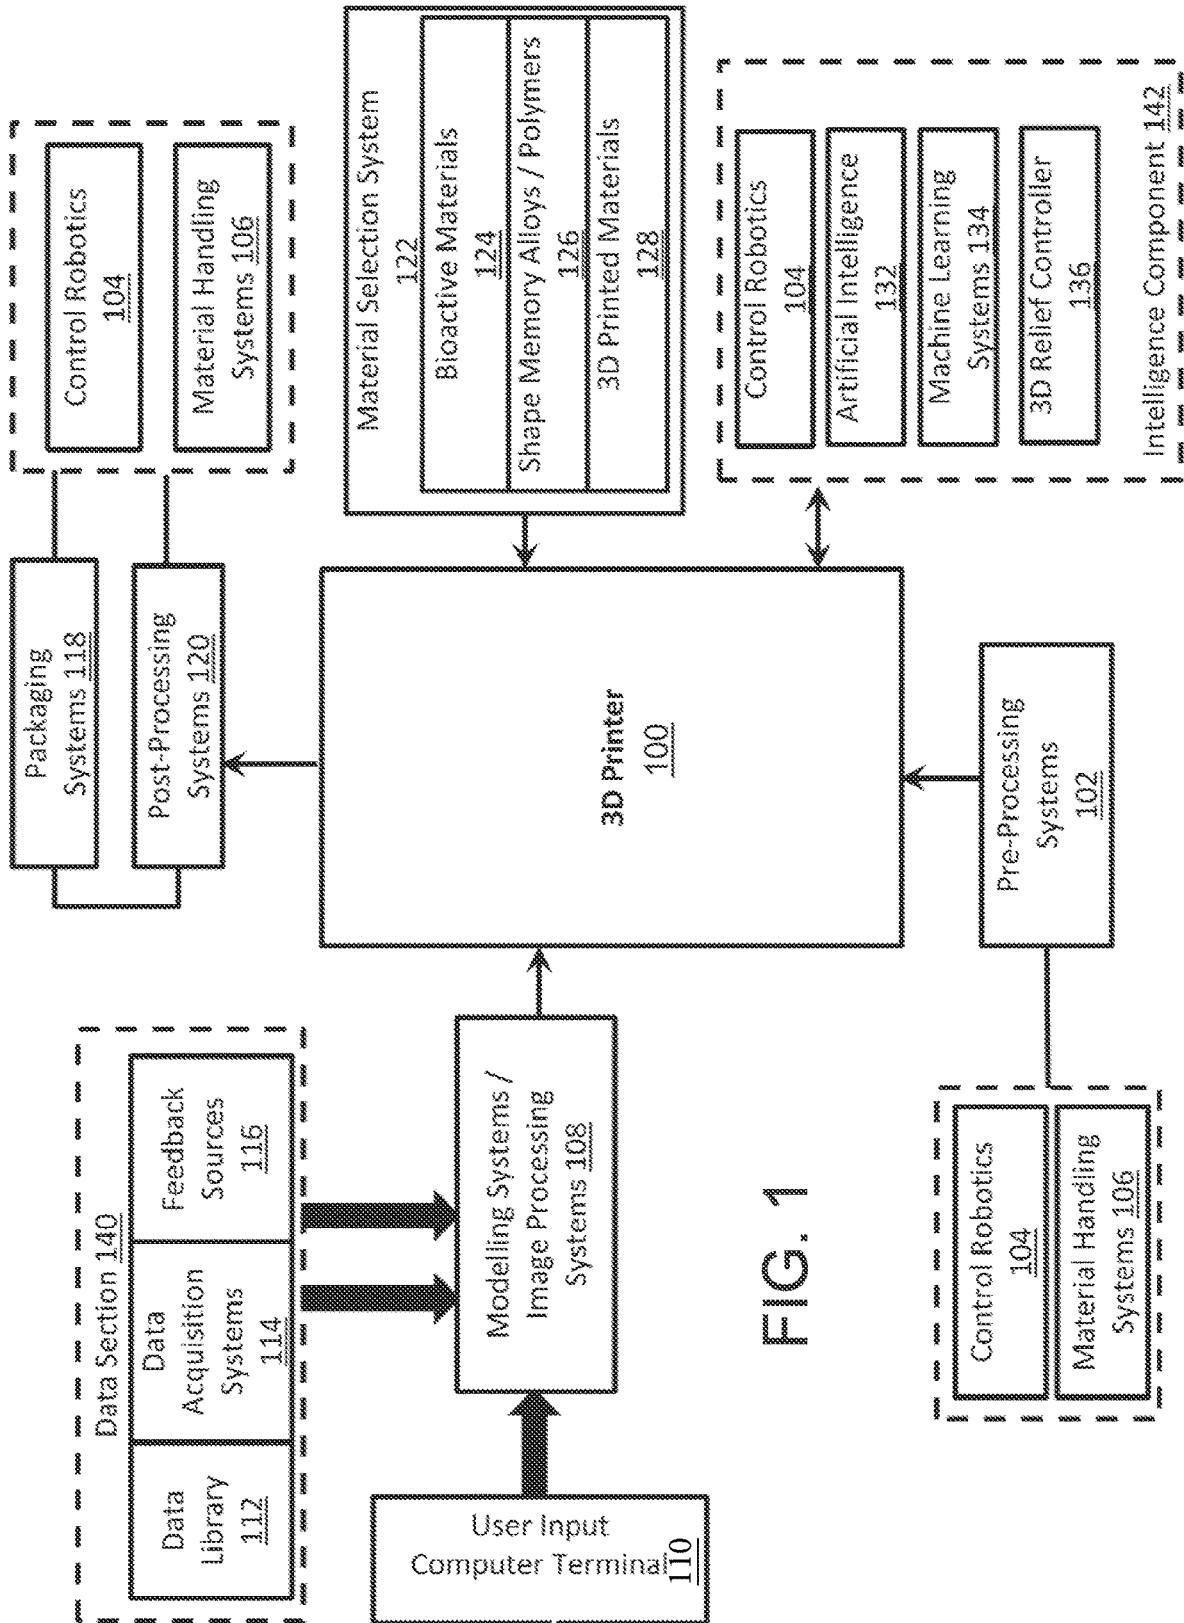 Data Section 140
Data
Library
112
Data
Acquisition
Systems
114
Feedback
Sources
116
Packaging
Systems 118
Post-Processing
Systems 120
Control Robotics
104
Material Handling
Systems 106
User Input
Computer Terminal
110
Modelling Systems /
Image Processing
Systems 108
3D Printer
100
Material Selection System
122
Bioactive Materials
124
Shape Memory Alloys / Polymers
126
3D Printed Materials
128
Control Robotics
104
Artificial Intelligence
132
Machine Learning
Systems 134
3D Relief Controller
136
Intelligence Component 142
Pre-Processing
Systems
102
Control Robotics
104
Material Handling
Systems 106
FIG. 1